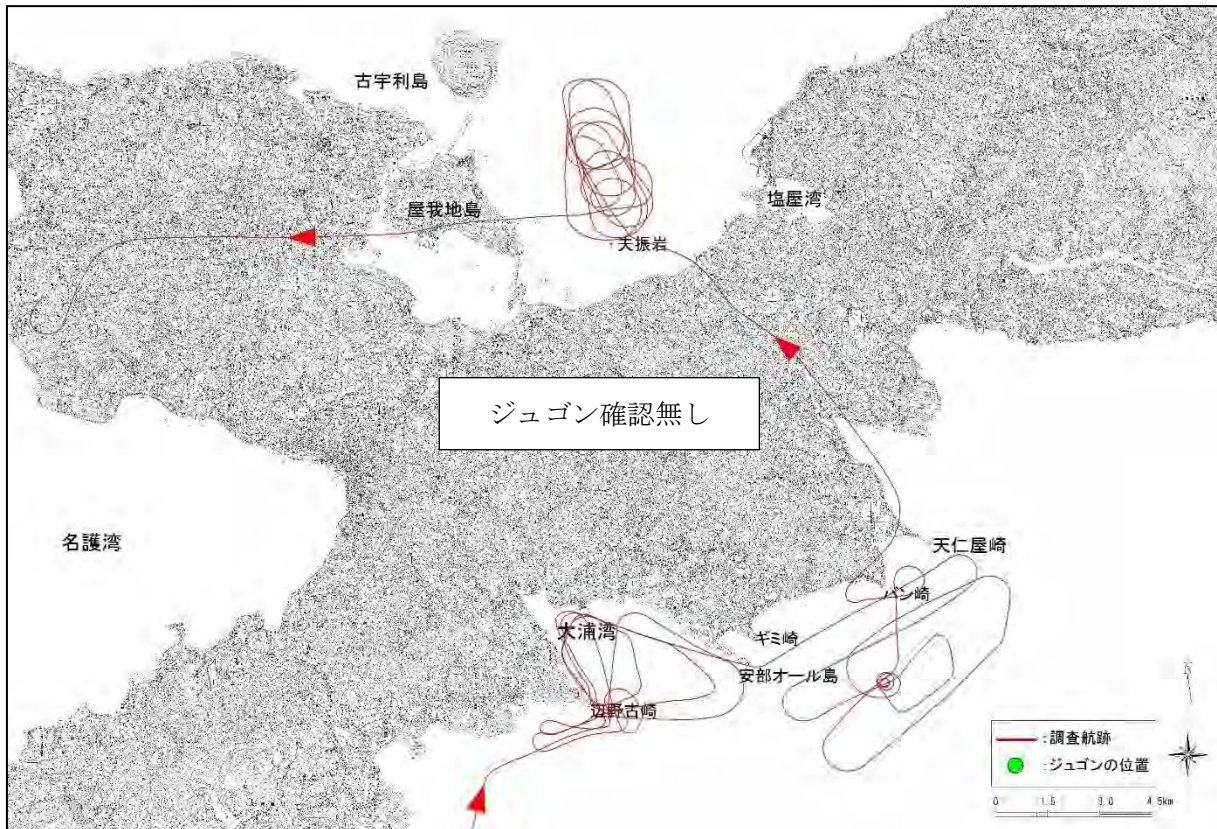 古宇利島
屋我地島
塩屋湾
天振岩
ジュゴン確認無し
名護湾
天仁屋崎
バン崎
大浦湾
ギミ崎
安部オール島
辺野古崎
:調査航跡
:ジュゴンの位置
N
0 1.5 3.0 4.5km